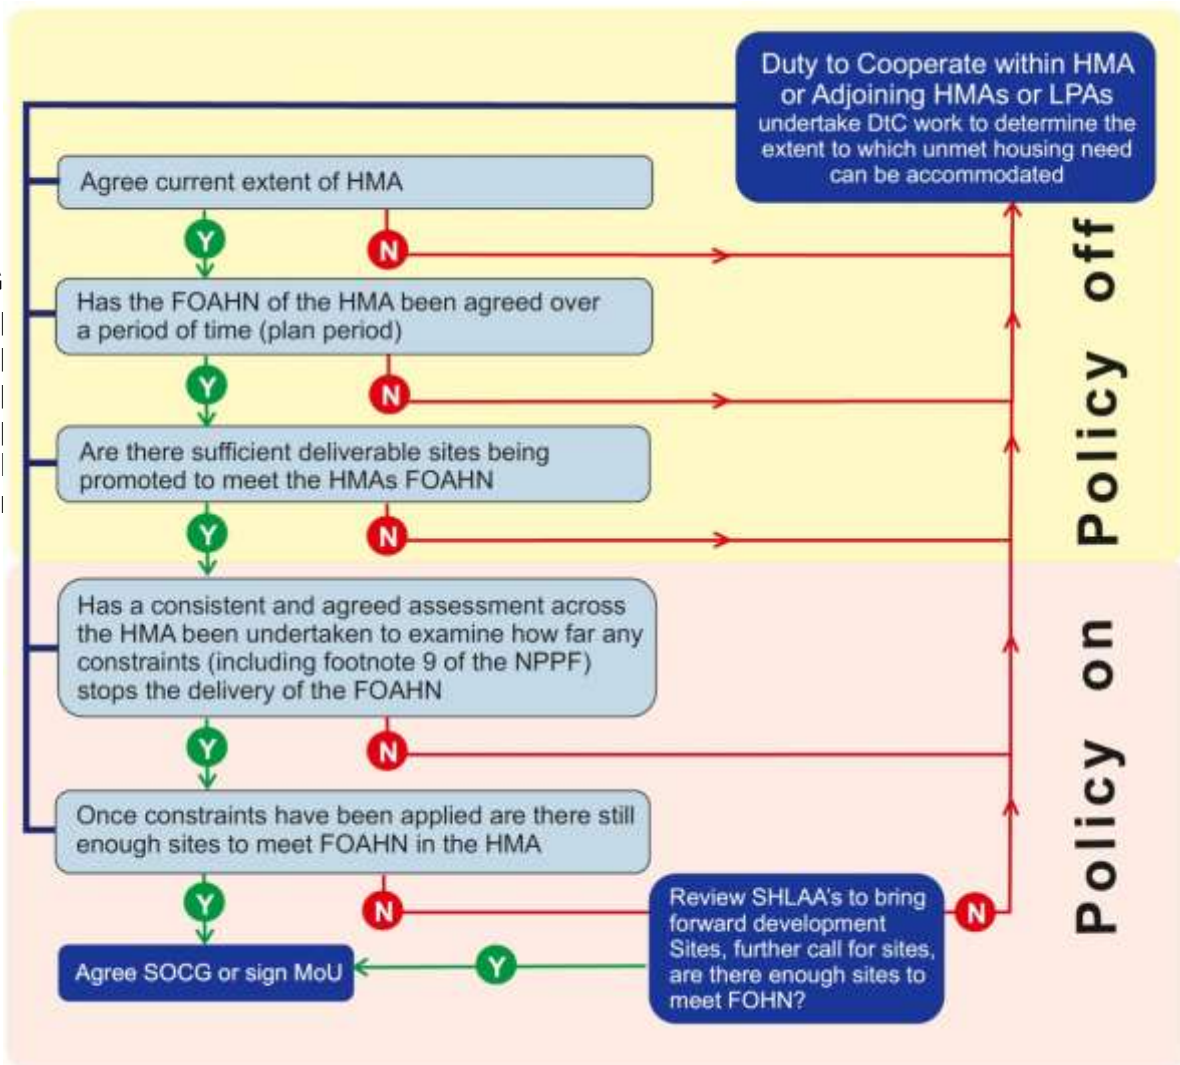 Duty to Cooperate within HMA
or Adjoining HMAs or LPAs
undertake DtC work to determine the
extent to which unmet housing need
can be accommodated
Agree current extent of HMA
Y
N
Has the FOAHN of the HMA been agreed over
a period of time (plan period)
Y
N
Are there sufficient deliverable sites being
promoted to meet the HMAs FOAHN
Y
N
Policy off
Has a consistent and agreed assessment across
the HMA been undertaken to examine how far any
constraints (including footnote 9 of the NPPF)
stops the delivery of the FOAHN
Y
N
Once constraints have been applied are there still
enough sites to meet FOAHN in the HMA
Y
N
Review SHLAA's to bring
forward development
Sites, further call for sites,
are there enough sites to
meet FOHN?
N
Y
Agree SOCG or sign MoU
Policy on